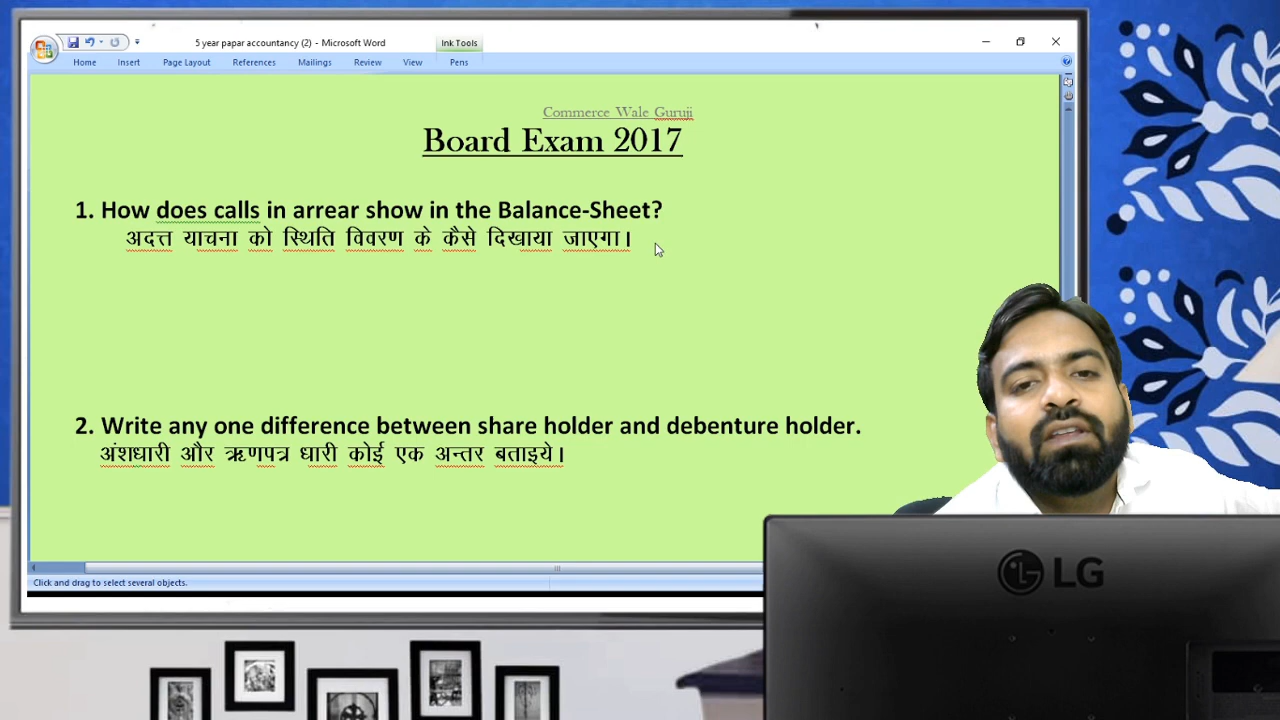 5 year papar accountancy (2) - Microsoft Word
Ink Tools
Home Insert Page Layout References Mailings Review View Pens
Commerce Wale Guruji
Board Exam 2017
1. How does calls in arrear show in the Balance-Sheet?
अदत्त याचना को स्थिति विवरण के कैसे दिखाया जाएगा।
2. Write any one difference between share holder and debenture holder.
अंशधारी और ऋणपत्र धारी कोई एक अन्तर बताइये।
Click and drag to select several objects.
LG